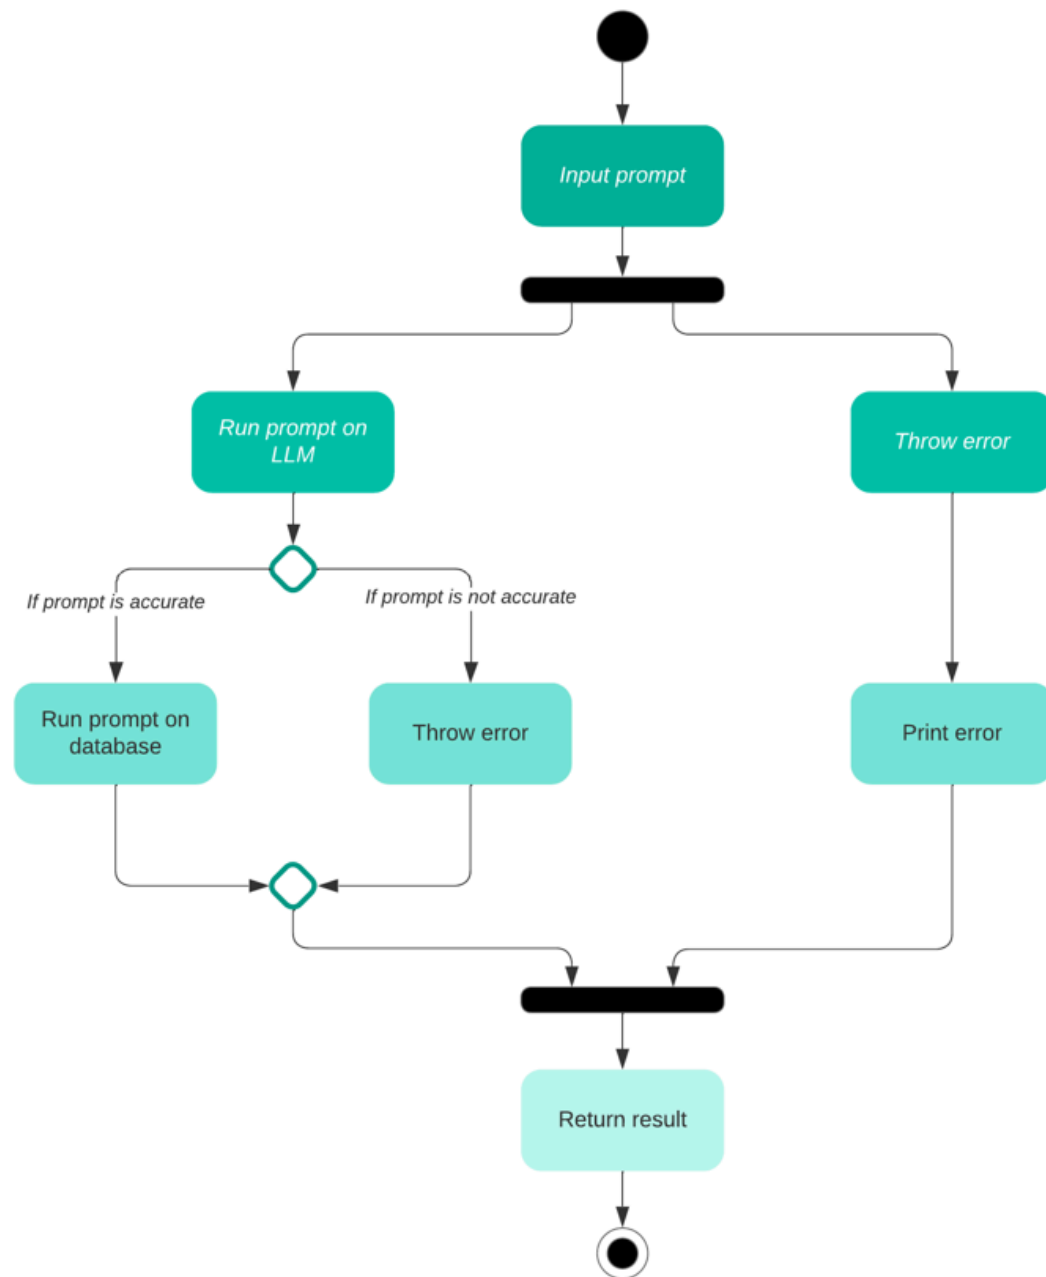 Input prompt
Run prompt on
LLM
Throw error
If prompt is accurate
If prompt is not accurate
Run prompt on
database
Throw error
Print error
Return result